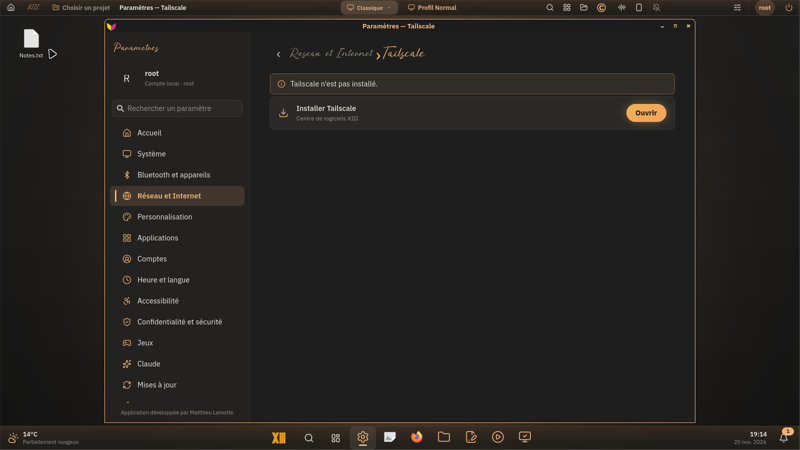 XIII
Choisir un projet
Paramètres — Tailscale
Classique
Profil Normal
root
Notes.txt
Paramètres — Tailscale
Paramètres
R
root
Compte local · root
Rechercher un paramètre
Accueil
Système
Bluetooth et appareils
Réseau et Internet
Personnalisation
Applications
Comptes
Heure et langue
Accessibilité
Confidentialité et sécurité
Jeux
Claude
Mises à jour
Application développée par Matthieu Lamotte
Réseau et Internet › Tailscale
Tailscale n'est pas installé.
Installer Tailscale
Centre de logiciels XIII
Ouvrir
14°C
Partiellement nuageux
XIII
19:14
20 nov. 2026
1